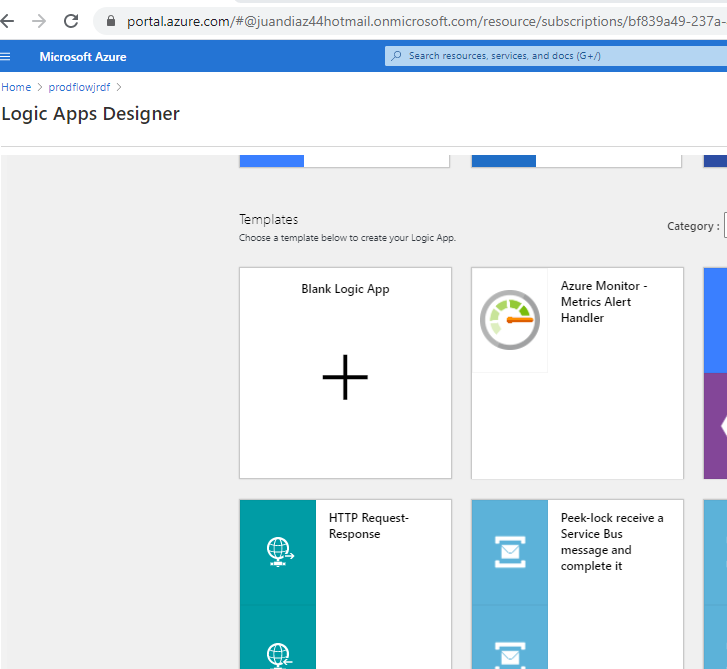 portal.azure.com/#@juandiaz44hotmail.onmicrosoft.com/resource/subscriptions/bf839a49-237a-
Microsoft Azure
Search resources, services, and docs (G+/)
Home > prodflowjrdf >
Logic Apps Designer
Templates
Choose a template below to create your Logic App.
Category :
Blank Logic App
Azure Monitor -
Metrics Alert
Handler
HTTP Request-
Response
Peek-lock receive a
Service Bus
message and
complete it